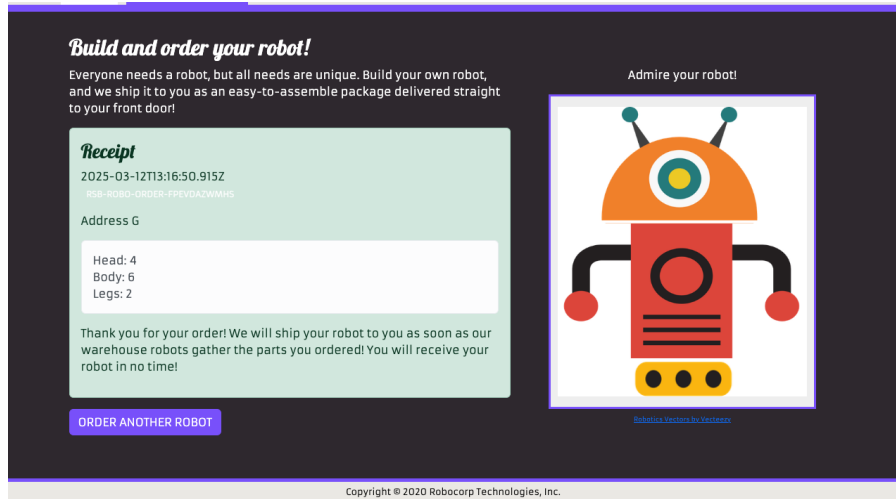 Build and order your robot!
Everyone needs a robot, but all needs are unique. Build your own robot,
and we ship it to you as an easy-to-assemble package delivered straight
to your front door!
Receipt
2025-03-12T13:16:50.915Z
RSB-ROBO-ORDER-FPEVDAZWMHS
Address G
Head: 4
Body: 6
Legs: 2
Thank you for your order! We will ship your robot to you as soon as our
warehouse robots gather the parts you ordered! You will receive your
robot in no time!
ORDER ANOTHER ROBOT
Admire your robot!
Robotics Vectors by Vecteezy
Copyright © 2020 Robocorp Technologies, Inc.